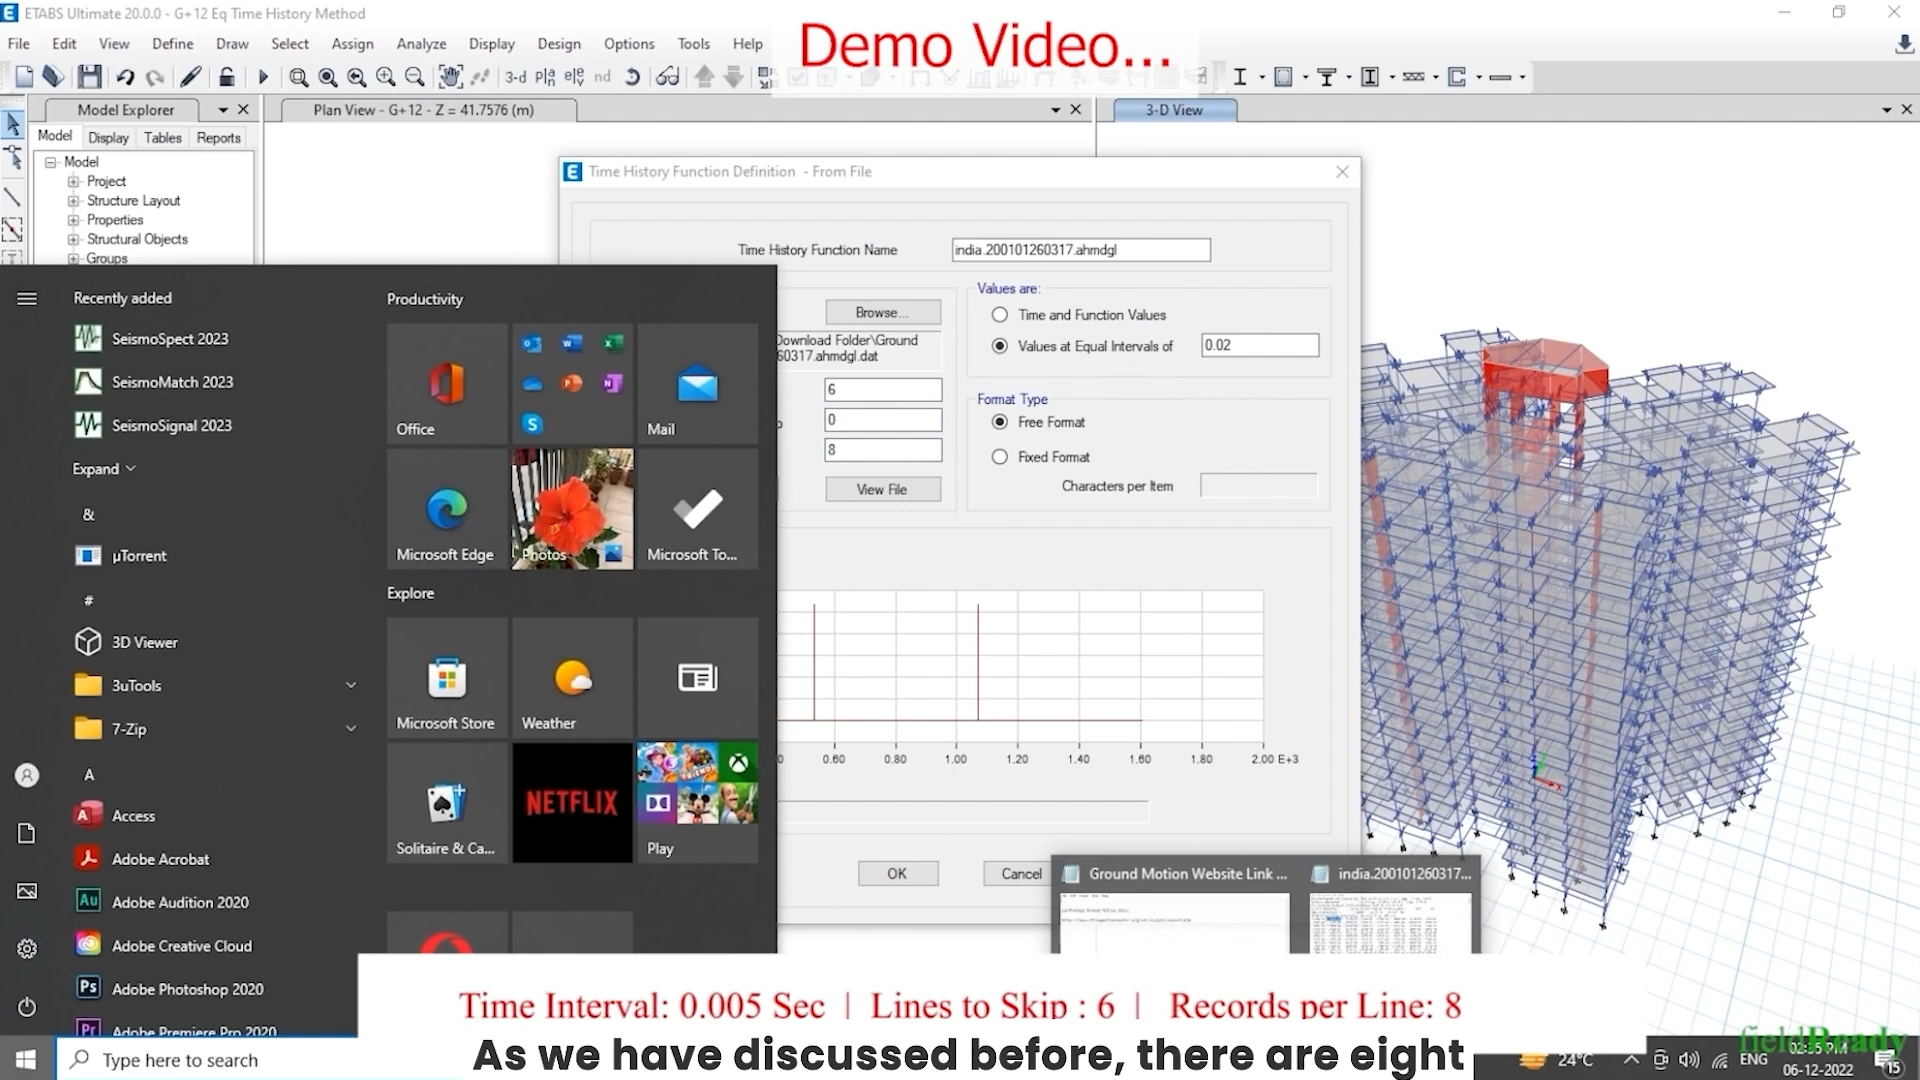 ETABS Ultimate 20.0.0 - G+12 Eq Time History Method
Demo Video...
File Edit View Define Draw Select Assign Analyze Display Design Options Tools Help
3-d Pla ele nd
Model Explorer
Plan View - G+12 - Z = 41.7576 (m)
3-D View
Model Display Tables Reports
Model
Project
Structure Layout
Properties
Structural Objects
Groups
Time History Function Definition - From File
Time History Function Name
india.200101260317.ahmdgl
Browse...
Download Folder\Ground
60317.ahmdgl.dat
6
0
8
View File
Values are:
Time and Function Values
Values at Equal Intervals of
0.02
Format Type
Free Format
Fixed Format
Characters per Item
0.60 0.80 1.00 1.20 1.40 1.60 1.80 2.00 E+3
OK
Cancel
Recently added
SeismoSpect 2023
SeismoMatch 2023
SeismoSignal 2023
Expand
&
µTorrent
#
3D Viewer
3uTools
7-Zip
A
Access
Adobe Acrobat
Adobe Audition 2020
Adobe Creative Cloud
Adobe Photoshop 2020
Adobe Premiere Pro 2020
Productivity
Office
Mail
Microsoft Edge
Photos
Microsoft To...
Explore
Microsoft Store
Weather
Solitaire & Ca...
NETFLIX
Play
Ground Motion Website Link ...
india.200101260317...
Time Interval: 0.005 Sec | Lines to Skip : 6 | Records per Line: 8
As we have discussed before, there are eight
Type here to search
24°C
ENG
02:35 PM
06-12-2022
15
fieldReady